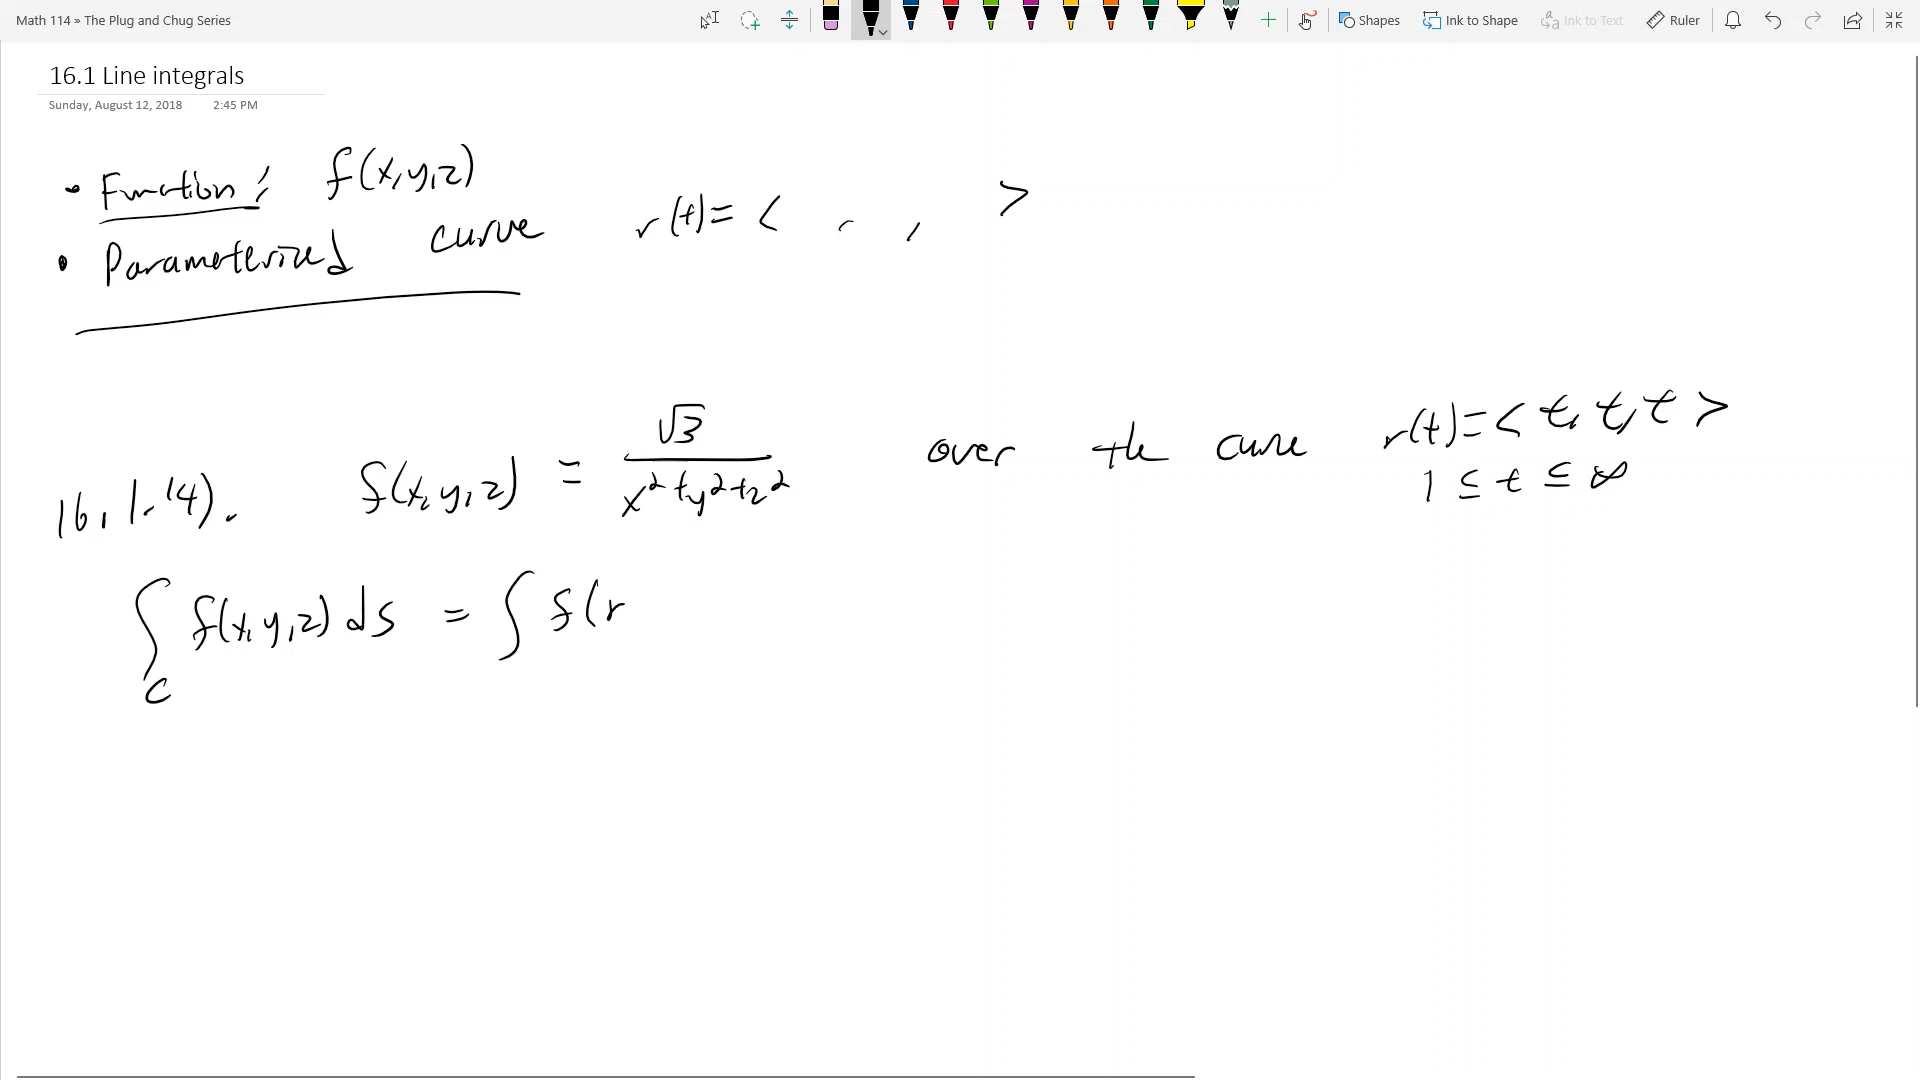 Math 114 » The Plug and Chug Series
Shapes
Ink to Shape
Ink to Text
Ruler
16.1 Line integrals
Sunday, August 12, 2018 2:45 PM
• Function: f(x,y,z)
• Parameterized curve r(t)=< , , >
16.1.14). f(x,y,z) = √3 / x²+y²+z² over the curve r(t)=<t,t,t>
1 ≤ t ≤ ∞
∫_C f(x,y,z) ds = ∫ f(r